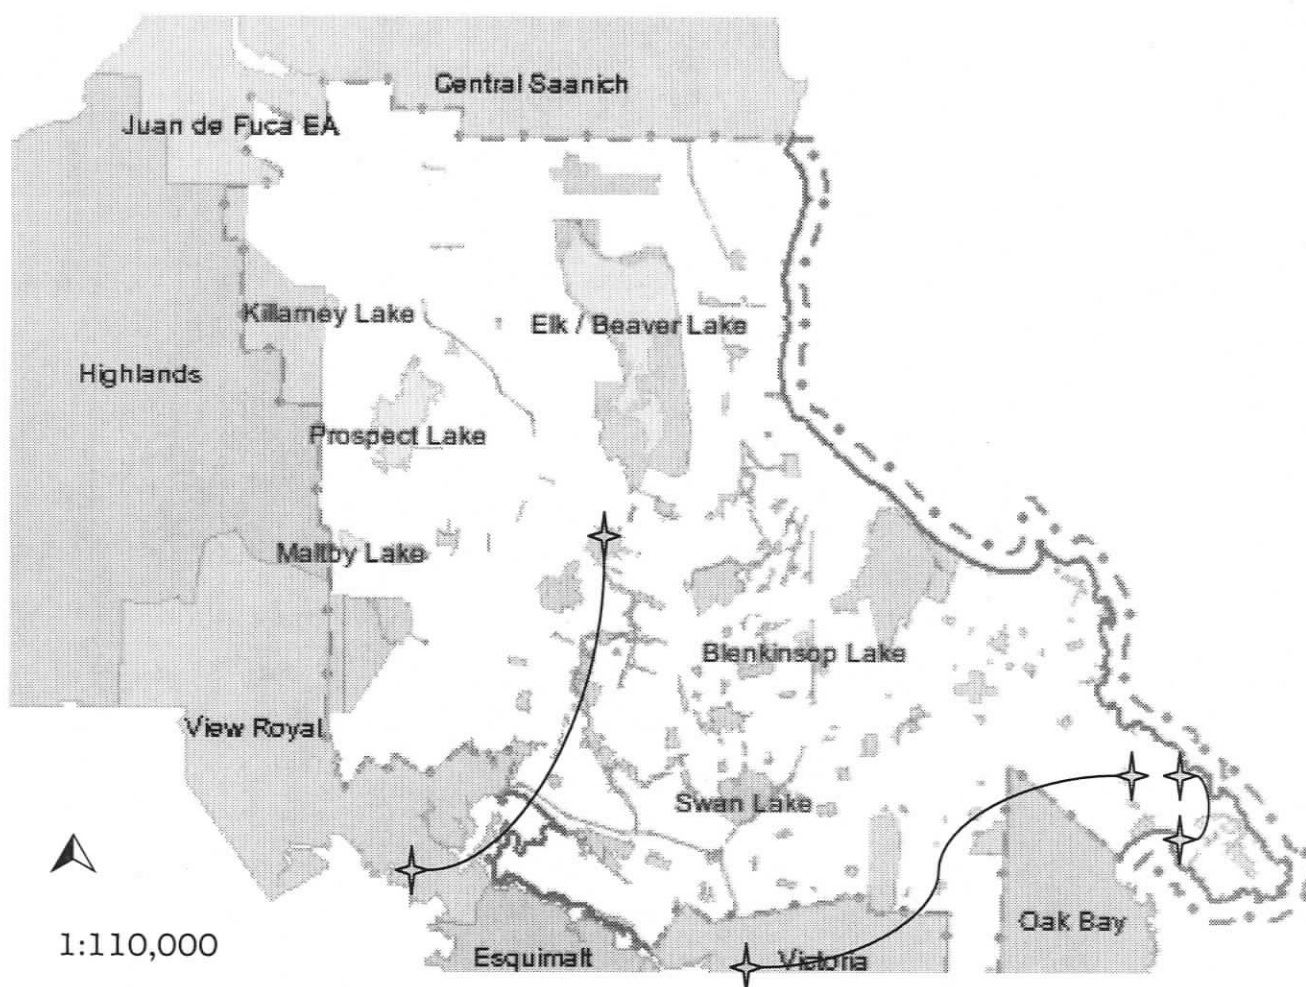 Central Saanich
Juan de Fuca EA
Killarney Lake
Elk / Beaver Lake
Highlands
Prospect Lake
Maltby Lake
Blenkinsop Lake
View Royal
Swan Lake
Oak Bay
1:110,000
Esquimalt
Victoria